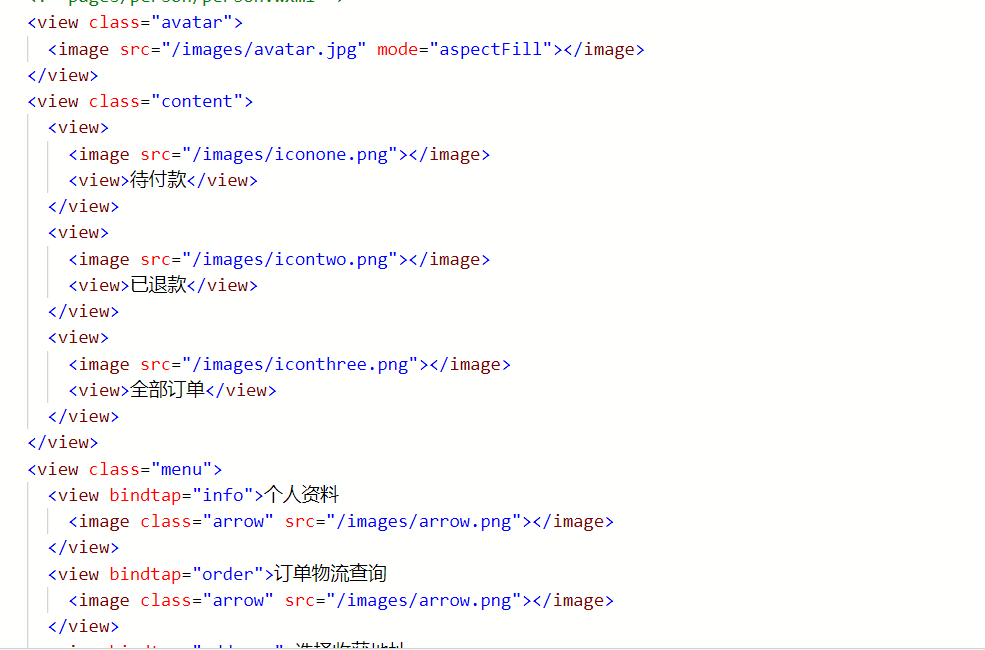 <view class="avatar">
<image src="/images/avatar.jpg" mode="aspectFill"></image>
</view>
<view class="content">
<view>
<image src="/images/iconone.png"></image>
<view>待付款</view>
</view>
<view>
<image src="/images/icontwo.png"></image>
<view>已退款</view>
</view>
<view>
<image src="/images/iconthree.png"></image>
<view>全部订单</view>
</view>
</view>
<view class="menu">
<view bindtap="info">个人资料
<image class="arrow" src="/images/arrow.png"></image>
</view>
<view bindtap="order">订单物流查询
<image class="arrow" src="/images/arrow.png"></image>
</view>